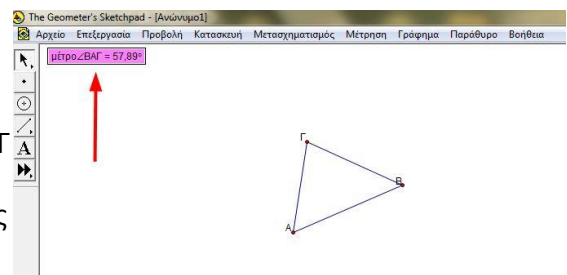 The Geometer's Sketchpad - [Ανώνυμο1]
Αρχείο Επεξεργασία Προβολή Κατασκευή Μετασχηματισμός Μέτρηση Γράφημα Παράθυρο Βοήθεια
μέτρο∠ΒΑΓ = 57,89°
Γ
Γ
A
B
ς
A